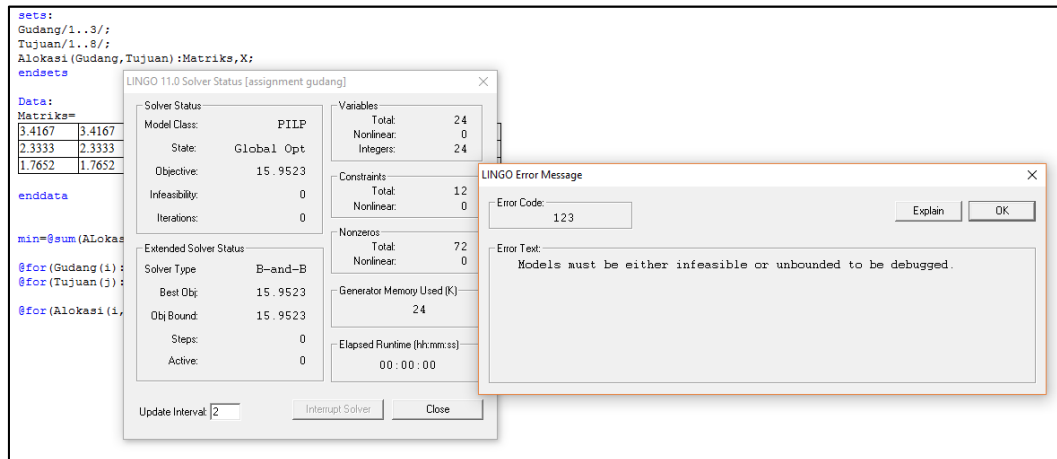 sets:
Gudang/1..3/;
Tujuan/1..8/;
Alokasi(Gudang,Tujuan):Matriks,X;
endsets
Data:
Matriks=
3.4167 3.4167
2.3333 2.3333
1.7652 1.7652
enddata
min=@sum(ALokas
@for(Gudang(i):
@for(Tujuan(j):
@for(Alokasi(i,
LINGO 11.0 Solver Status [assignment gudang]
Solver Status
Model Class: PILP
State: Global Opt
Objective: 15.9523
Infeasibility: 0
Iterations: 0
Extended Solver Status
Solver Type B-and-B
Best Obj: 15.9523
Obj Bound: 15.9523
Steps: 0
Active: 0
Variables
Total: 24
Nonlinear: 0
Integers: 24
Constraints
Total: 12
Nonlinear: 0
Nonzeros
Total: 72
Nonlinear: 0
Generator Memory Used (K)
24
Elapsed Runtime (hh:mm:ss)
00:00:00
Update Interval: 2
Interrupt Solver
Close
LINGO Error Message
Error Code:
123
Explain
OK
Error Text:
Models must be either infeasible or unbounded to be debugged.